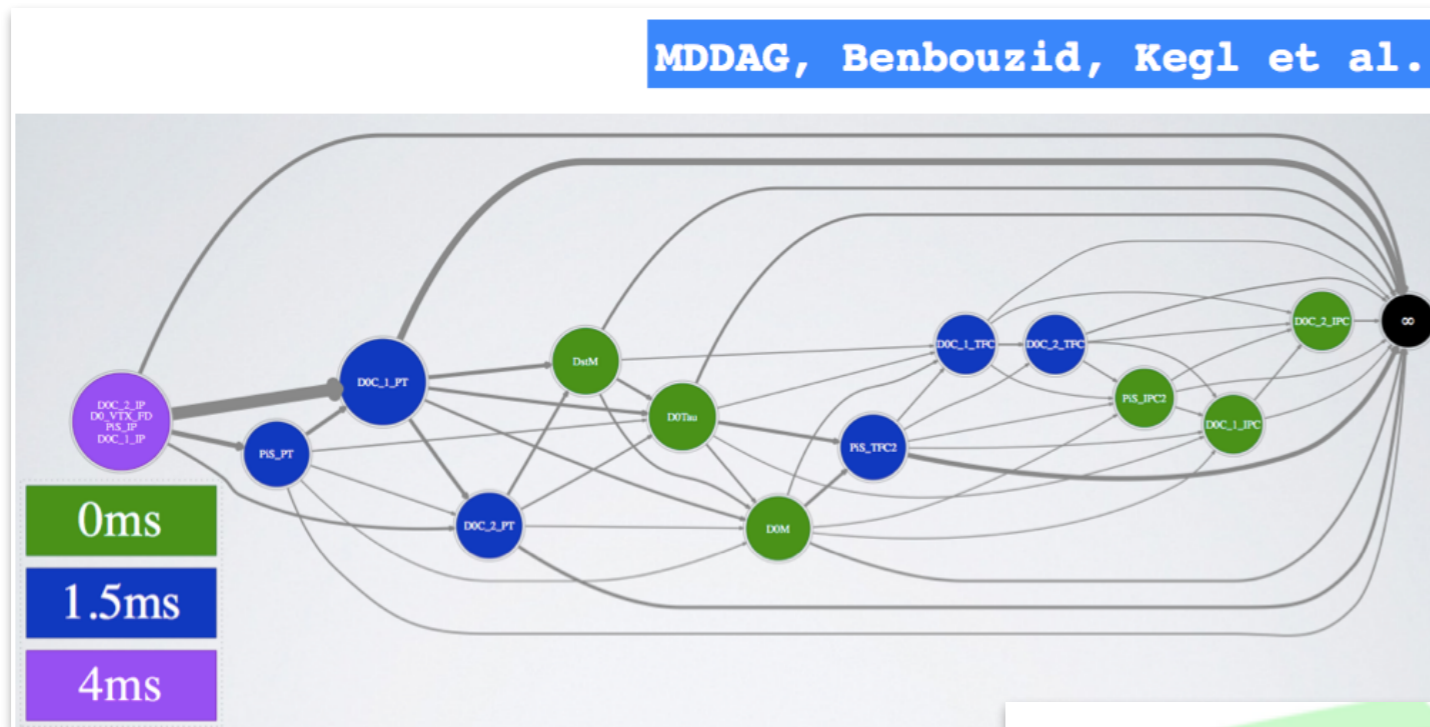 MDDAG, Benbouzid, Kegl et al.
D0C_2_IP
D0_VTX_FD
PiS_IP
D0C_1_IP
PiS_PT
D0C_1_PT
D0C_2_PT
DstM
D0Tau
D0M
PiS_TFC2
D0C_1_TFC
D0C_2_TFC
PiS_IPC2
D0C_1_IPC
D0C_2_IPC
∞
0ms
1.5ms
4ms